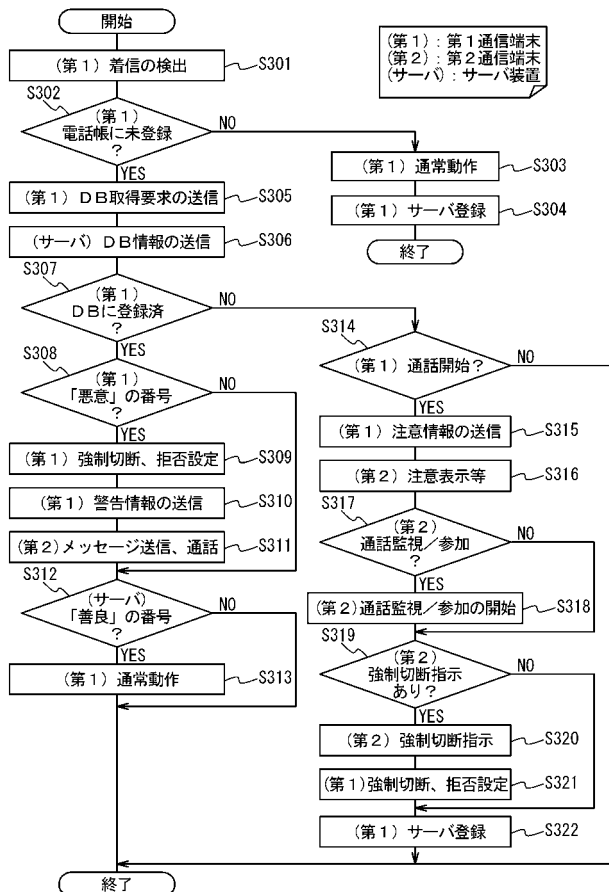 開始
(第1):第1通信端末
(第2):第2通信端末
(サーバ):サーバ装置
(第1)着信の検出
S301
S302
(第1)
電話帳に未登録
?
NO
YES
(第1)通常動作
S303
(第1)サーバ登録
S304
終了
(第1)DB取得要求の送信
S305
(サーバ)DB情報の送信
S306
S307
(第1)
DBに登録済
?
NO
YES
S308
(第1)
「悪意」の番号
?
NO
YES
(第1)強制切断、拒否設定
S309
(第1)警告情報の送信
S310
(第2)メッセージ送信、通話
S311
S312
(サーバ)
「善良」の番号
?
NO
YES
(第1)通常動作
S313
S314
(第1)通話開始?
NO
YES
(第1)注意情報の送信
S315
(第2)注意表示等
S316
S317
(第2)
通話監視/参加
?
NO
YES
(第2)通話監視/参加の開始
S318
S319
(第2)
強制切断指示
あり?
NO
YES
(第2)強制切断指示
S320
(第1)強制切断、拒否設定
S321
(第1)サーバ登録
S322
終了